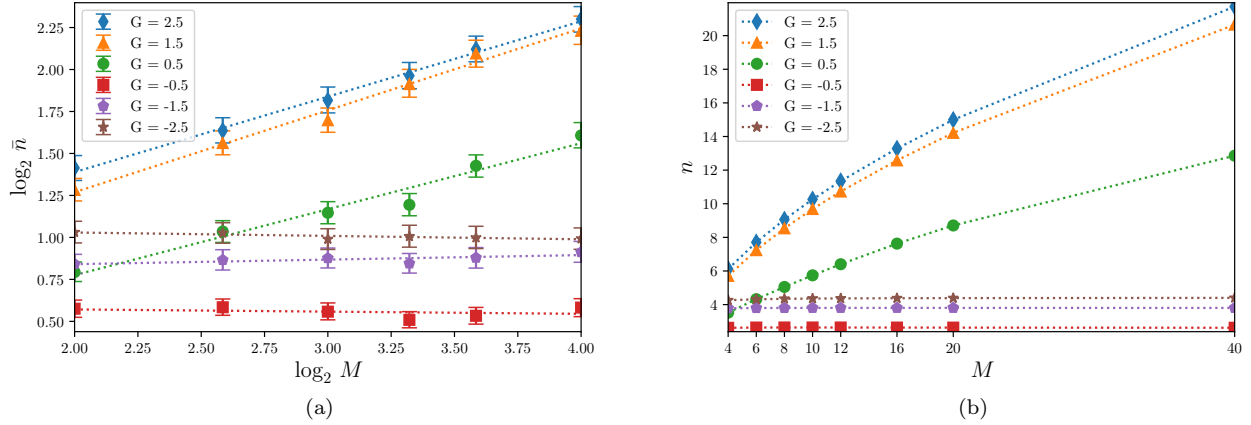 G = 2.5
G = 1.5
G = 0.5
G = -0.5
G = -1.5
G = -2.5
2.25
2.00
1.75
1.50
1.25
1.00
0.75
0.50
log₂ n̄
2.00 2.25 2.50 2.75 3.00 3.25 3.50 3.75 4.00
log₂ M
(a)
G = 2.5
G = 1.5
G = 0.5
G = -0.5
G = -1.5
G = -2.5
20
18
16
14
12
10
8
6
4
n
4 6 8 10 12 16 20 40
M
(b)